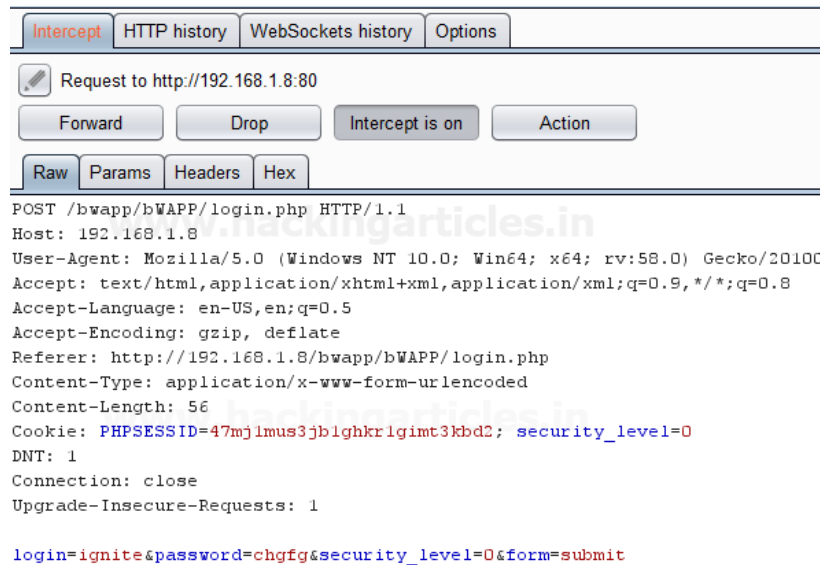 Intercept HTTP history WebSockets history Options
Request to http://192.168.1.8:80
Forward Drop Intercept is on Action
Raw Params Headers Hex
POST /bwapp/bWAPP/login.php HTTP/1.1
www.hackingarticles.in
Host: 192.168.1.8
User-Agent: Mozilla/5.0 (Windows NT 10.0; Win64; x64; rv:58.0) Gecko/20100
Accept: text/html,application/xhtml+xml,application/xml;q=0.9,*/*;q=0.8
Accept-Language: en-US,en;q=0.5
Accept-Encoding: gzip, deflate
Referer: http://192.168.1.8/bwapp/bWAPP/login.php
Content-Type: application/x-www-form-urlencoded
Content-Length: 56
www.hackingarticles.in
Cookie: PHPSESSID=47mj1mus3jb1ghkr1gimt3kbd2; security_level=0
DNT: 1
Connection: close
Upgrade-Insecure-Requests: 1
login=ignite&password=chgfg&security_level=0&form=submit